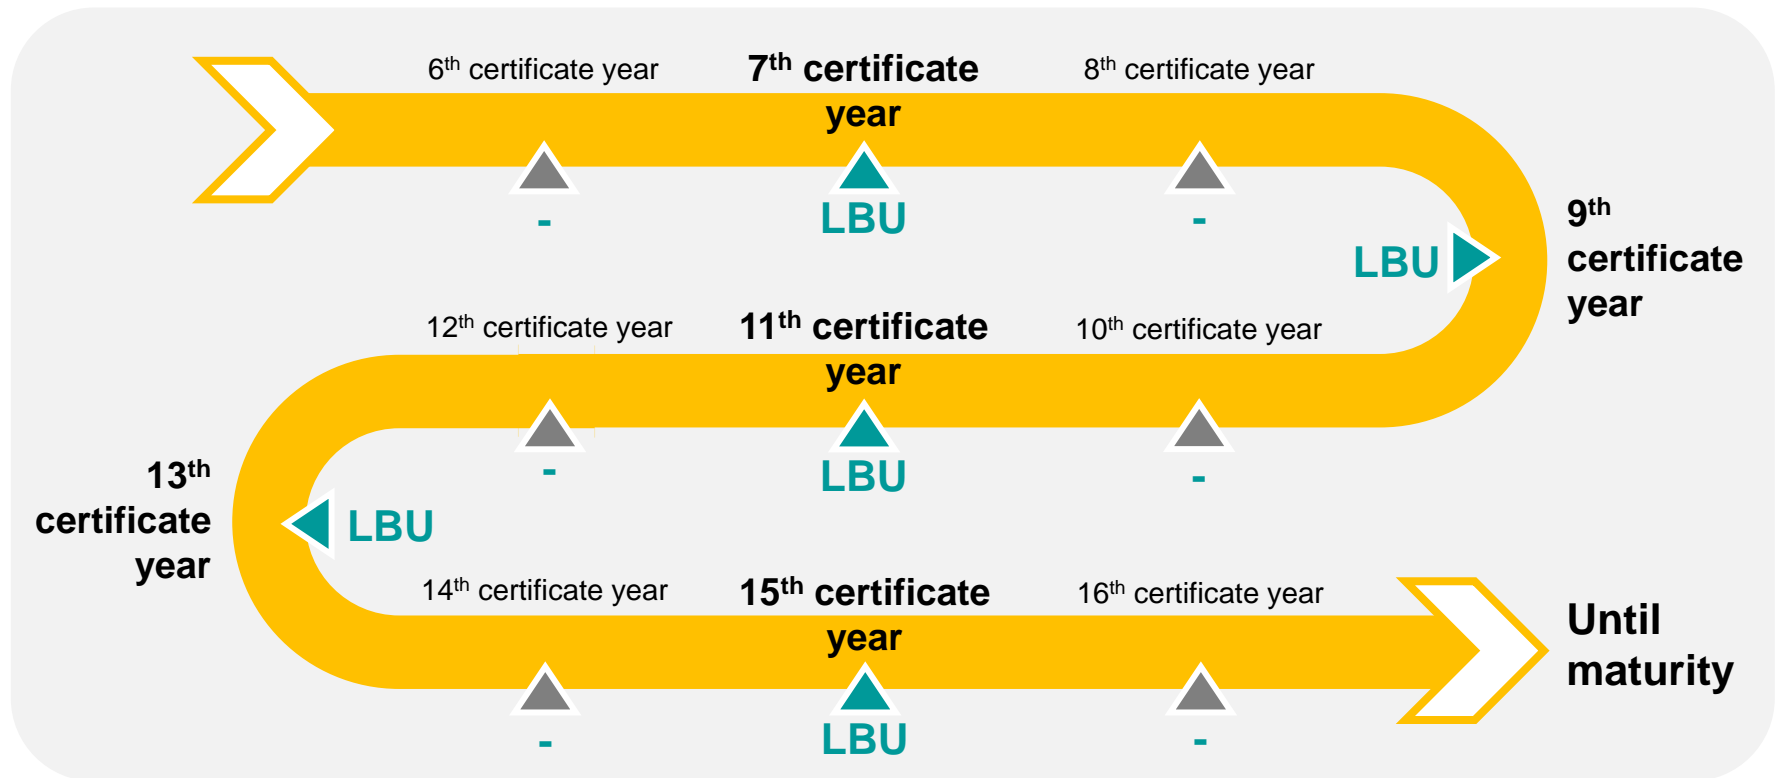 6th certificate year
7th certificate
year
8th certificate year
-
LBU
-
9th
certificate
year
LBU
12th certificate year
11th certificate
year
10th certificate year
-
LBU
-
13th
certificate
year
LBU
14th certificate year
15th certificate
year
16th certificate year
Until
maturity
-
LBU
-